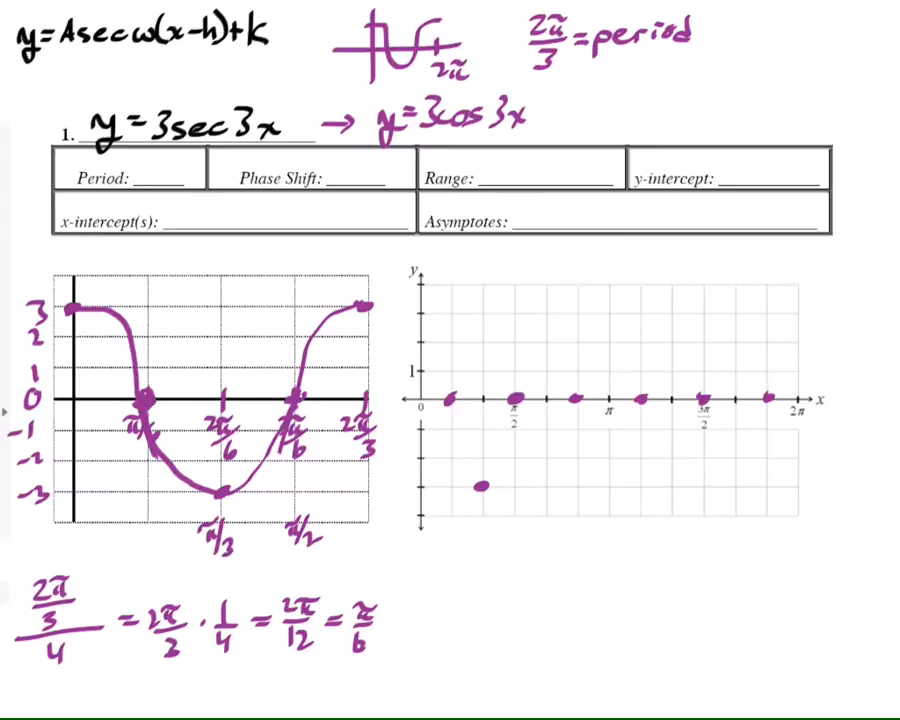 y=Asecω(x-h)+k
2π
2π/3 = period
1. y=3sec3x → y=3cos3x
Period: ______ Phase Shift: ______ Range: ______ y-intercept: ______
x-intercept(s): ______ Asymptotes: ______
3
2
1
0
-1
-2
-3
π/6 2π/6 3π/6 2π/3
π/3 π/2
y
1
0 π/2 π 3π/2 2π x
2π/3/4 = 2π/3 · 1/4 = 2π/12 = π/6